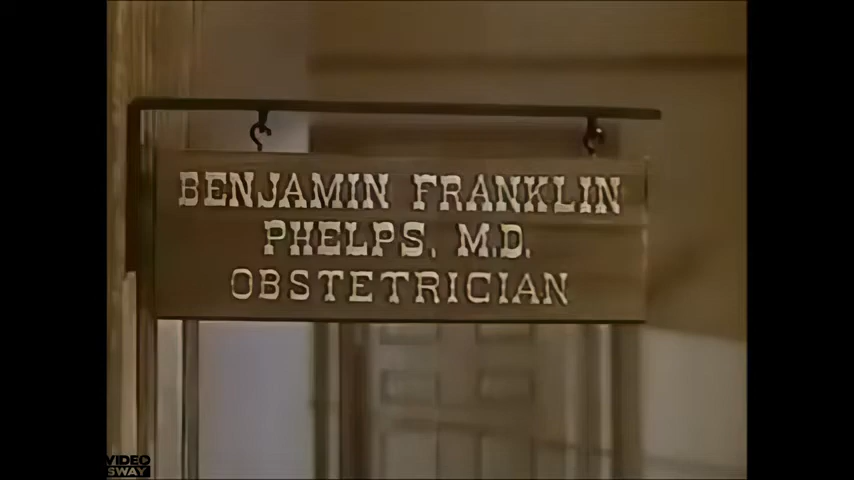 BENJAMIN FRANKLIN
PHELPS, M.D.
OBSTETRICIAN
VIDEO
SWAY